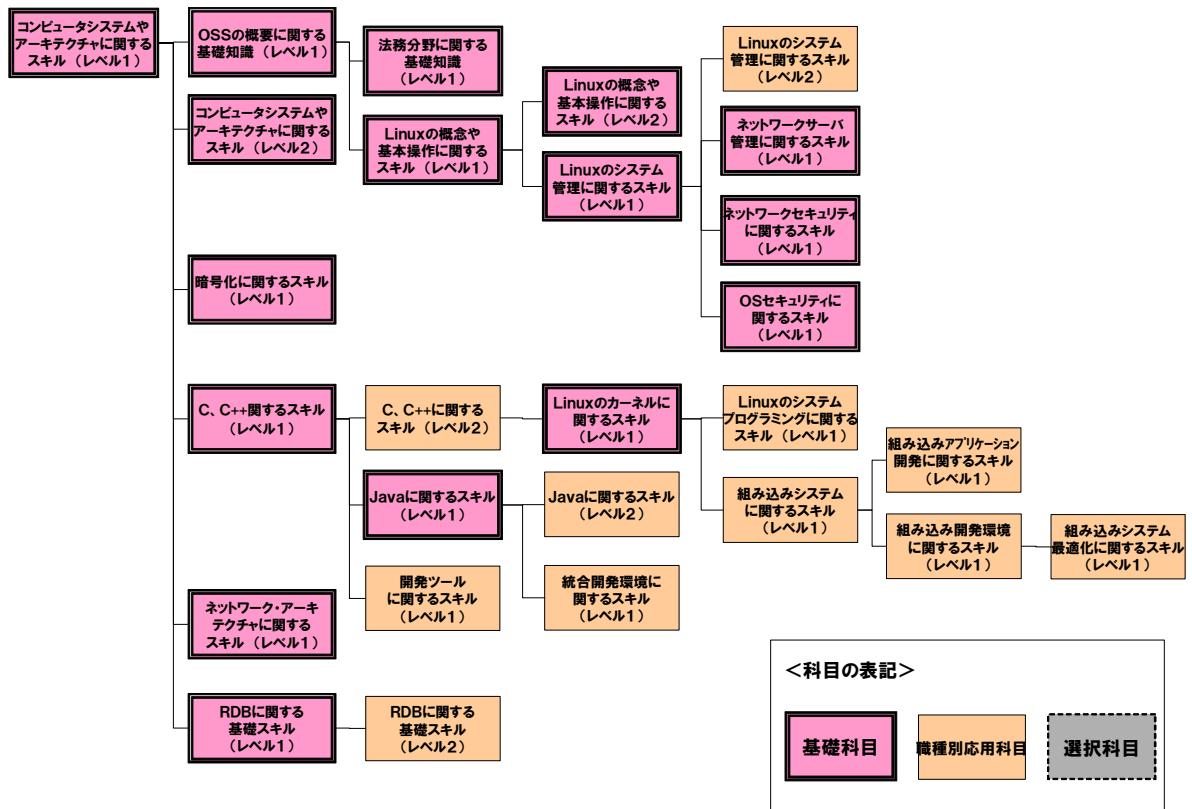 コンピュータシステムや
アーキテクチャに関する
スキル（レベル１）
OSSの概要に関する
基礎知識（レベル１）
法務分野に関する
基礎知識
（レベル１）
Linuxのシステム
管理に関するスキル
（レベル２）
Linuxの概念や
基本操作に関する
スキル（レベル２）
コンピュータシステムや
アーキテクチャに関する
スキル（レベル２）
Linuxの概念や
基本操作に関する
スキル（レベル１）
ネットワークサーバ
管理に関するスキル
（レベル１）
Linuxのシステム
管理に関するスキル
（レベル１）
ネットワークセキュリティ
に関するスキル
（レベル１）
暗号化に関するスキル
（レベル１）
OSセキュリティに
関するスキル
（レベル１）
C、C++関するスキル
（レベル１）
C、C++に関する
スキル（レベル２）
Linuxのカーネルに
関するスキル
（レベル１）
Linuxのシステム
プログラミングに関する
スキル（レベル１）
組み込みアプリケーション
開発に関するスキル
（レベル１）
Javaに関するスキル
（レベル１）
Javaに関するスキル
（レベル２）
組み込みシステム
に関するスキル
（レベル１）
組み込み開発環境
に関するスキル
（レベル１）
組み込みシステム
最適化に関するスキル
（レベル１）
開発ツール
に関するスキル
（レベル１）
統合開発環境に
関するスキル
（レベル１）
ネットワーク・アーキ
テクチャに関する
スキル（レベル１）
RDBに関する
基礎スキル
（レベル１）
RDBに関する
基礎スキル
（レベル２）
＜科目の表記＞
基礎科目
職種別応用科目
選択科目